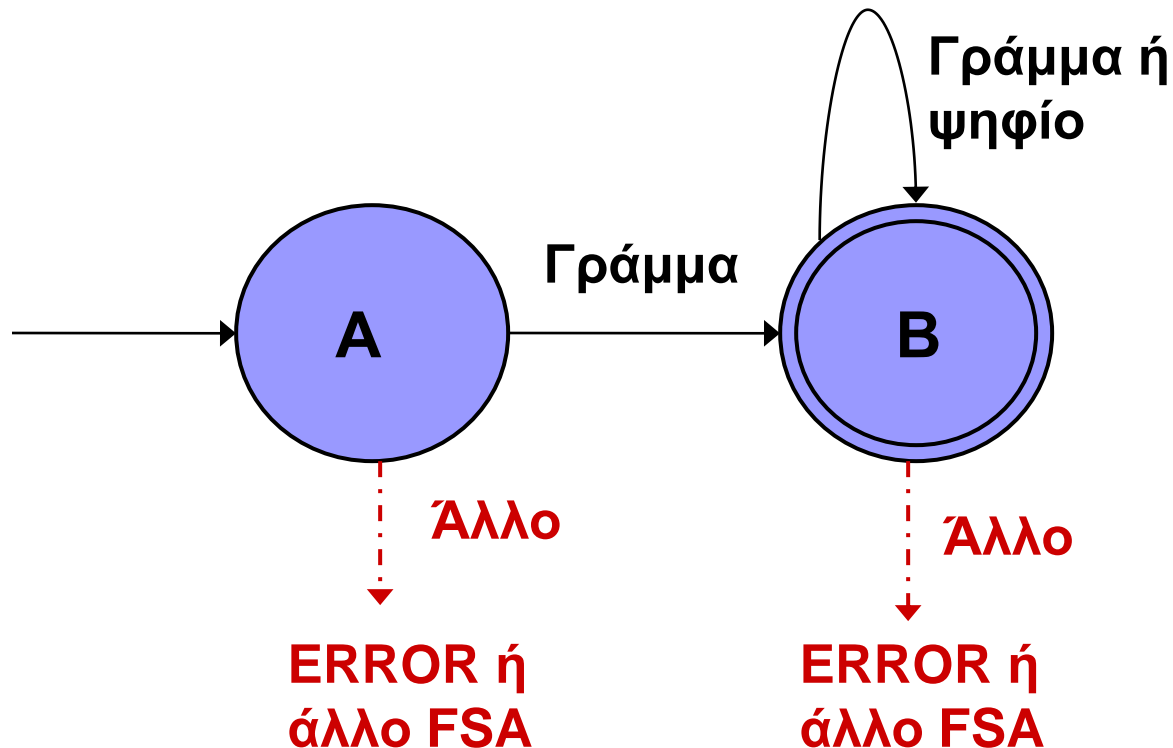 Γράμμα ή
ψηφίο
Γράμμα
A
B
Άλλο
Άλλο
ERROR ή
άλλο FSA
ERROR ή
άλλο FSA